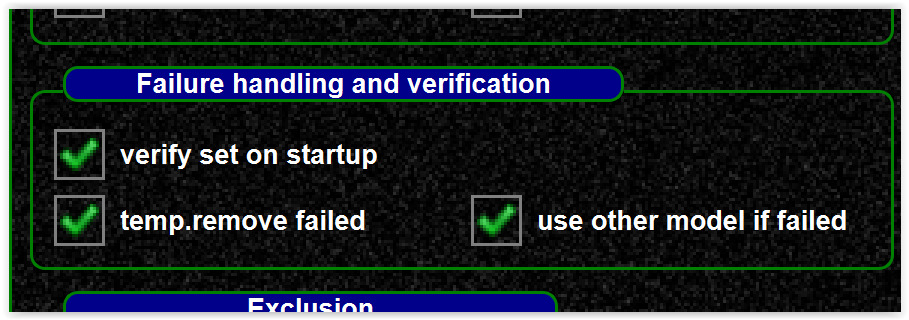 Failure handling and verification
verify set on startup
temp.remove failed
use other model if failed
Exclusion